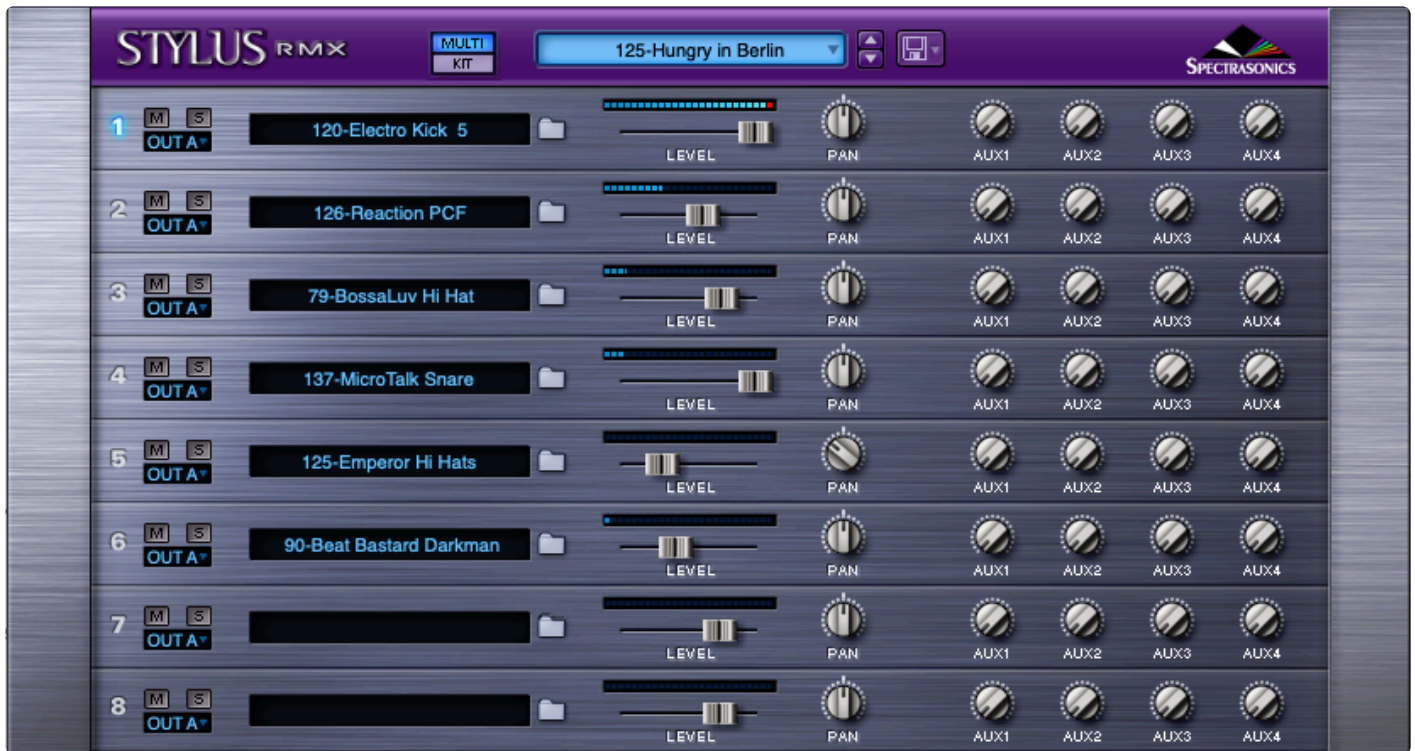 STYLUS RMX
MULTI
KIT
125-Hungry in Berlin
SPECTRASONICS
1
M S
OUT A
120-Electro Kick 5
LEVEL
PAN
AUX1
AUX2
AUX3
AUX4
2
M S
OUT A
126-Reaction PCF
LEVEL
PAN
AUX1
AUX2
AUX3
AUX4
3
M S
OUT A
79-BossaLuv Hi Hat
LEVEL
PAN
AUX1
AUX2
AUX3
AUX4
4
M S
OUT A
137-MicroTalk Snare
LEVEL
PAN
AUX1
AUX2
AUX3
AUX4
5
M S
OUT A
125-Emperor Hi Hats
LEVEL
PAN
AUX1
AUX2
AUX3
AUX4
6
M S
OUT A
90-Beat Bastard Darkman
LEVEL
PAN
AUX1
AUX2
AUX3
AUX4
7
M S
OUT A
LEVEL
PAN
AUX1
AUX2
AUX3
AUX4
8
M S
OUT A
LEVEL
PAN
AUX1
AUX2
AUX3
AUX4